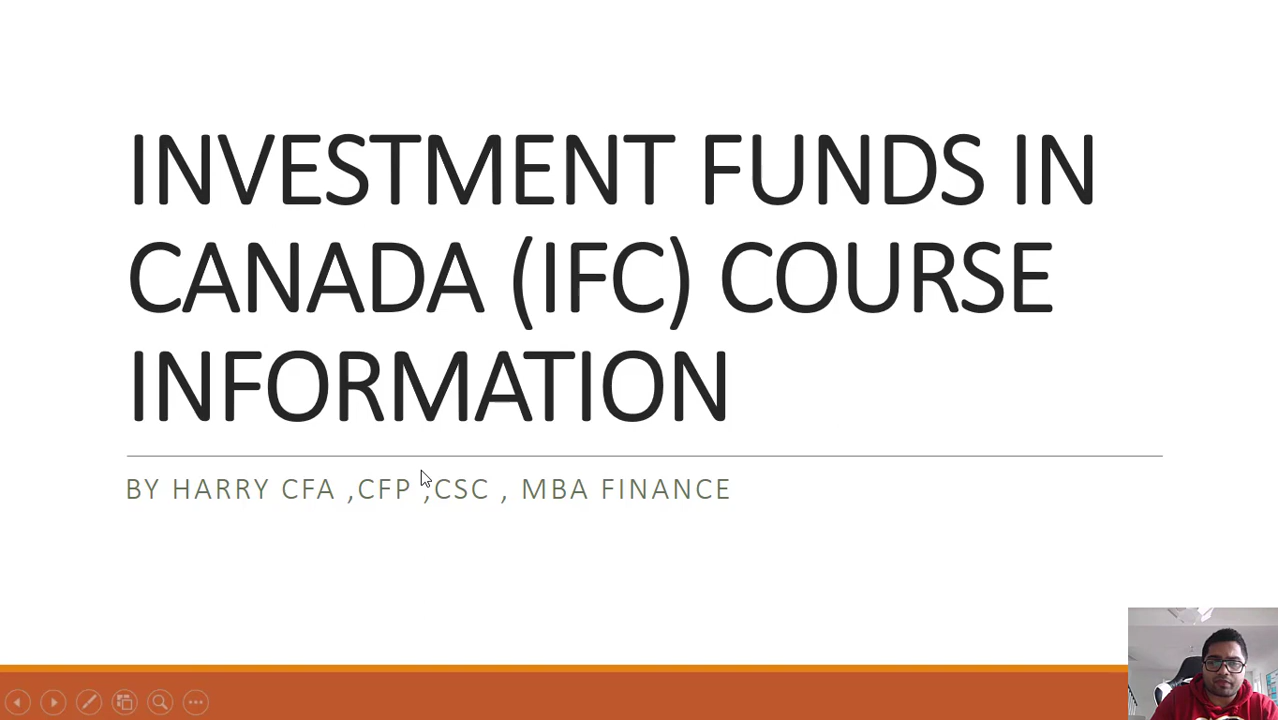 INVESTMENT FUNDS IN
CANADA (IFC) COURSE
INFORMATION
BY HARRY CFA ,CFP ,CSC , MBA FINANCE